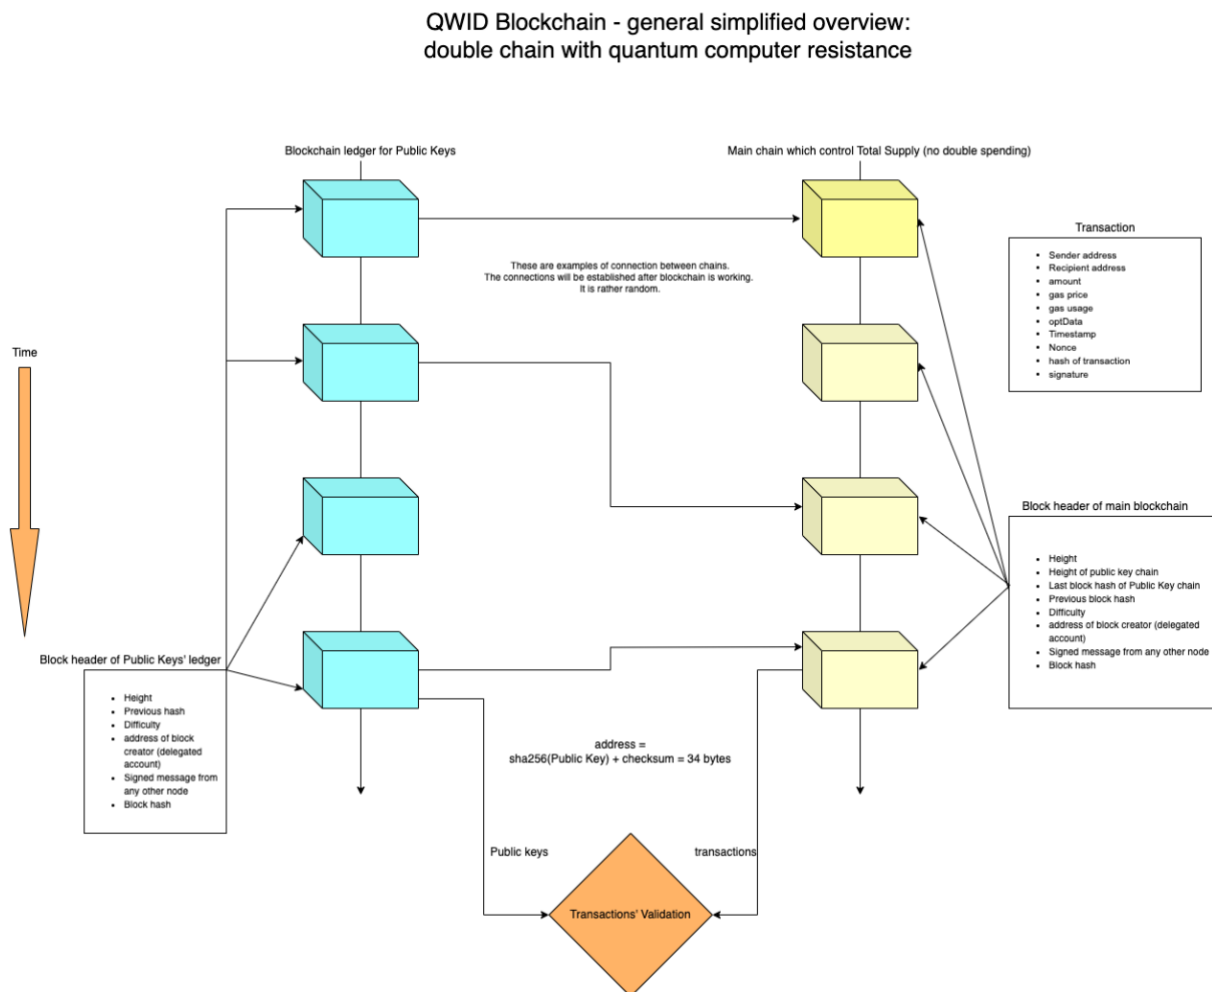 QWID Blockchain - general simplified overview:
double chain with quantum computer resistance
Blockchain ledger for Public Keys
Main chain which control Total Supply (no double spending)
These are examples of connection between chains.
The connections will be established after blockchain is working.
It is rather random.
Transaction
Sender address
Recipient address
amount
gas price
gas usage
optData
Timestamp
Nonce
hash of transaction
signature
Time
Block header of main blockchain
Height
Height of public key chain
Last block hash of Public Key chain
Previous block hash
Difficulty
address of block creator (delegated
account)
Signed message from any other node
Block hash
Block header of Public Keys' ledger
Height
Previous hash
Difficulty
address of block
creator (delegated
account)
Signed message from
any other node
Block hash
address =
sha256(Public Key) + checksum = 34 bytes
Public keys
transactions
Transactions' Validation